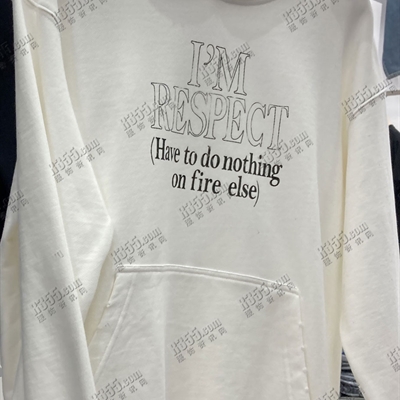 I'M
RESPECT
(Have to do nothing
on fire else)